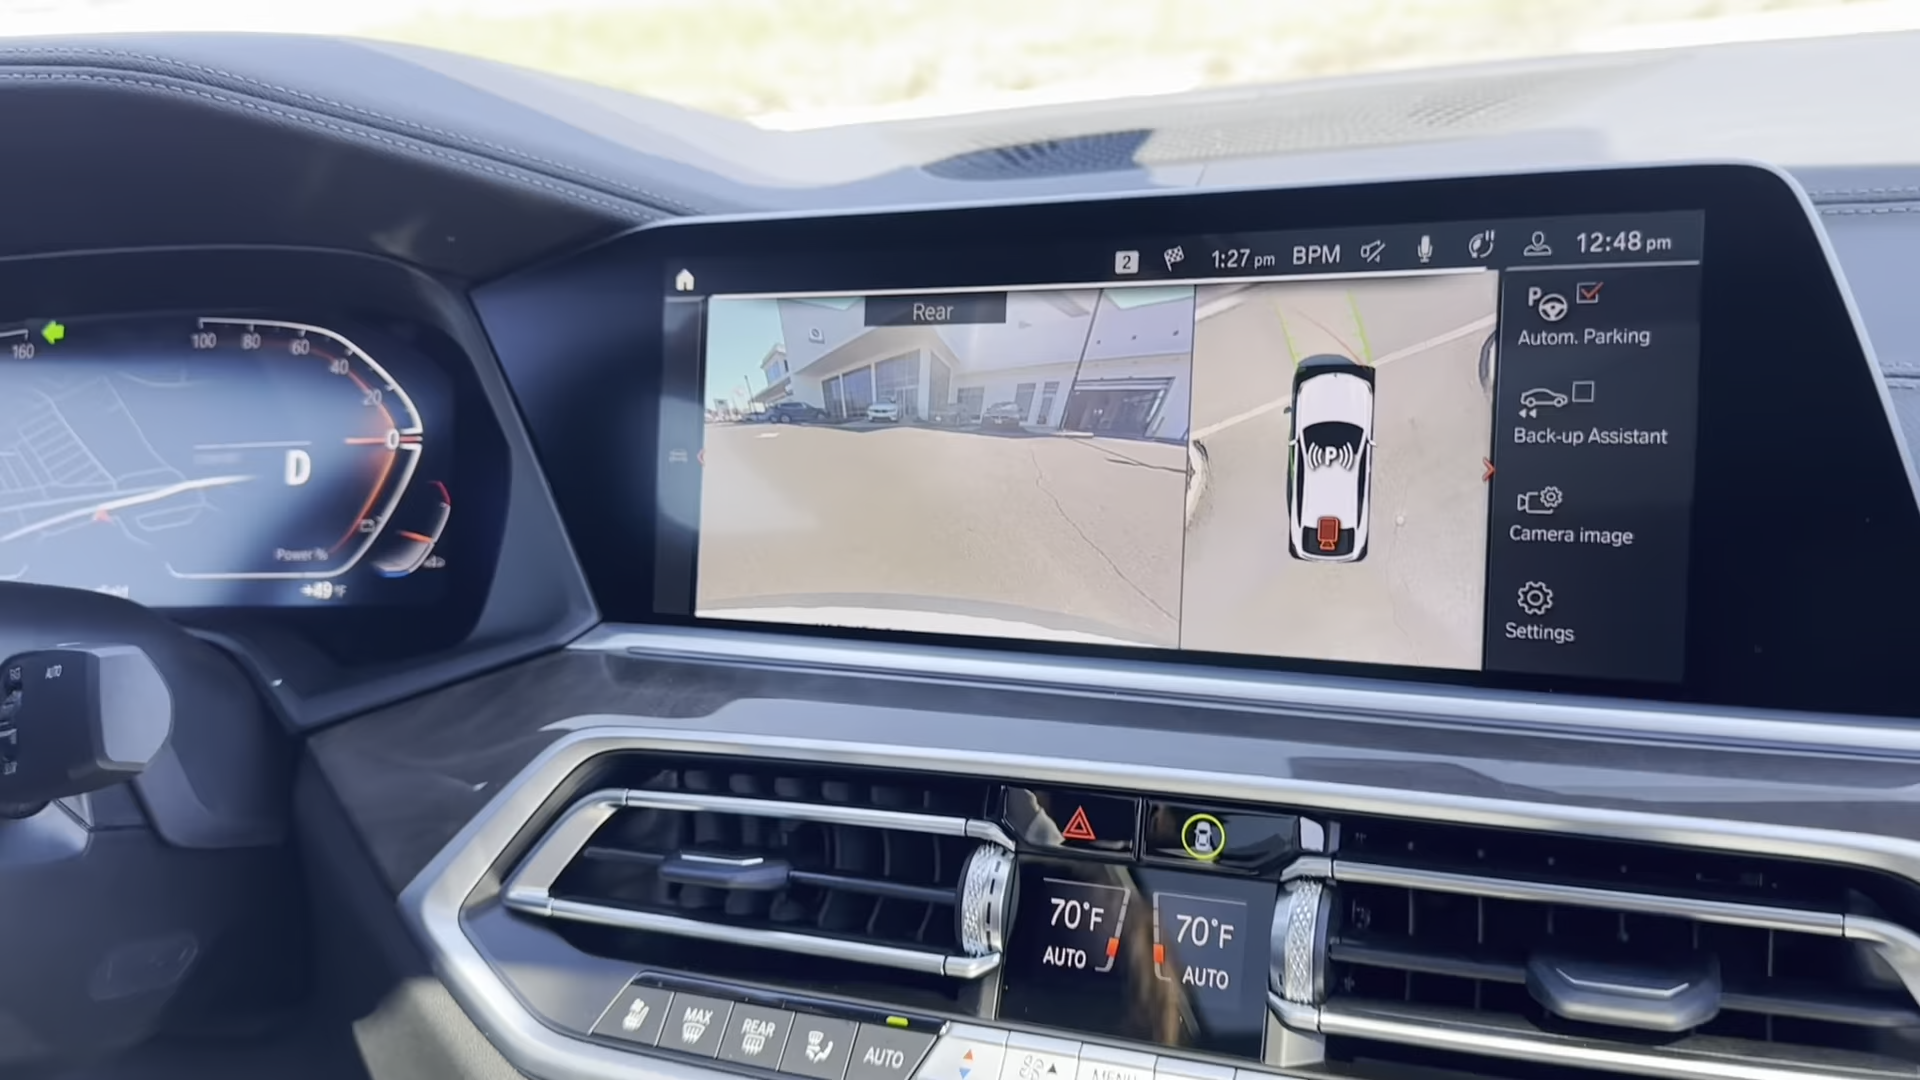 2 1:27 pm BPM 12:48 pm
Rear
P
Autom. Parking
Back-up Assistant
Camera image
Settings
P
160
100 80 60 40 20 0
D
Power %
+49 °F
AUTO
70°F
AUTO
70°F
AUTO
MAX
REAR
AUTO
MENU